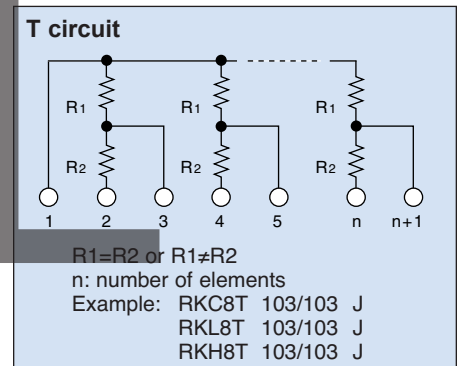 T circuit
R1 R1 R1
R2 R2 R2
1 2 3 4 5 n n+1
R1=R2 or R1≠R2
n: number of elements
Example: RKC8T 103/103 J
RKL8T 103/103 J
RKH8T 103/103 J